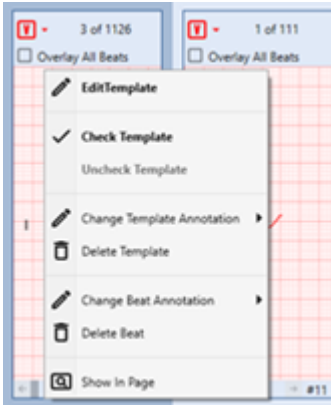 V 3 of 1126
V 1 of 111
Overlay All Beats
Overlay All Beats
EditTemplate
Check Template
Uncheck Template
Change Template Annotation
Delete Template
Change Beat Annotation
Delete Beat
Show In Page
#11